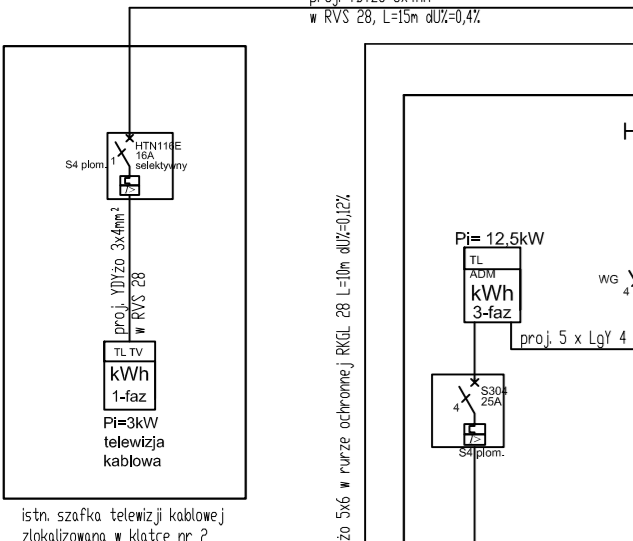 w RVS 28, L=15m dU%=0,4%
HTN116E
16A
selektywny
1
S4 plom.
I>
proj. YDYżo 3x4mm²
w RVS 28
TL TV
kWh
1-faz
Pi=3kW
telewizja
kablowa
istn. szafka telewizji kablowej
zlokalizowana w klatce nr 2
żo 5x6 w rurze ochronnej RKGL 28 L=10m dU%=0,12%
H
Pi= 12,5kW
TL
ADM
kWh
3-faz
WG
4
proj. 5 x LgY 4
S304
25A
4
I>
S4 plom.